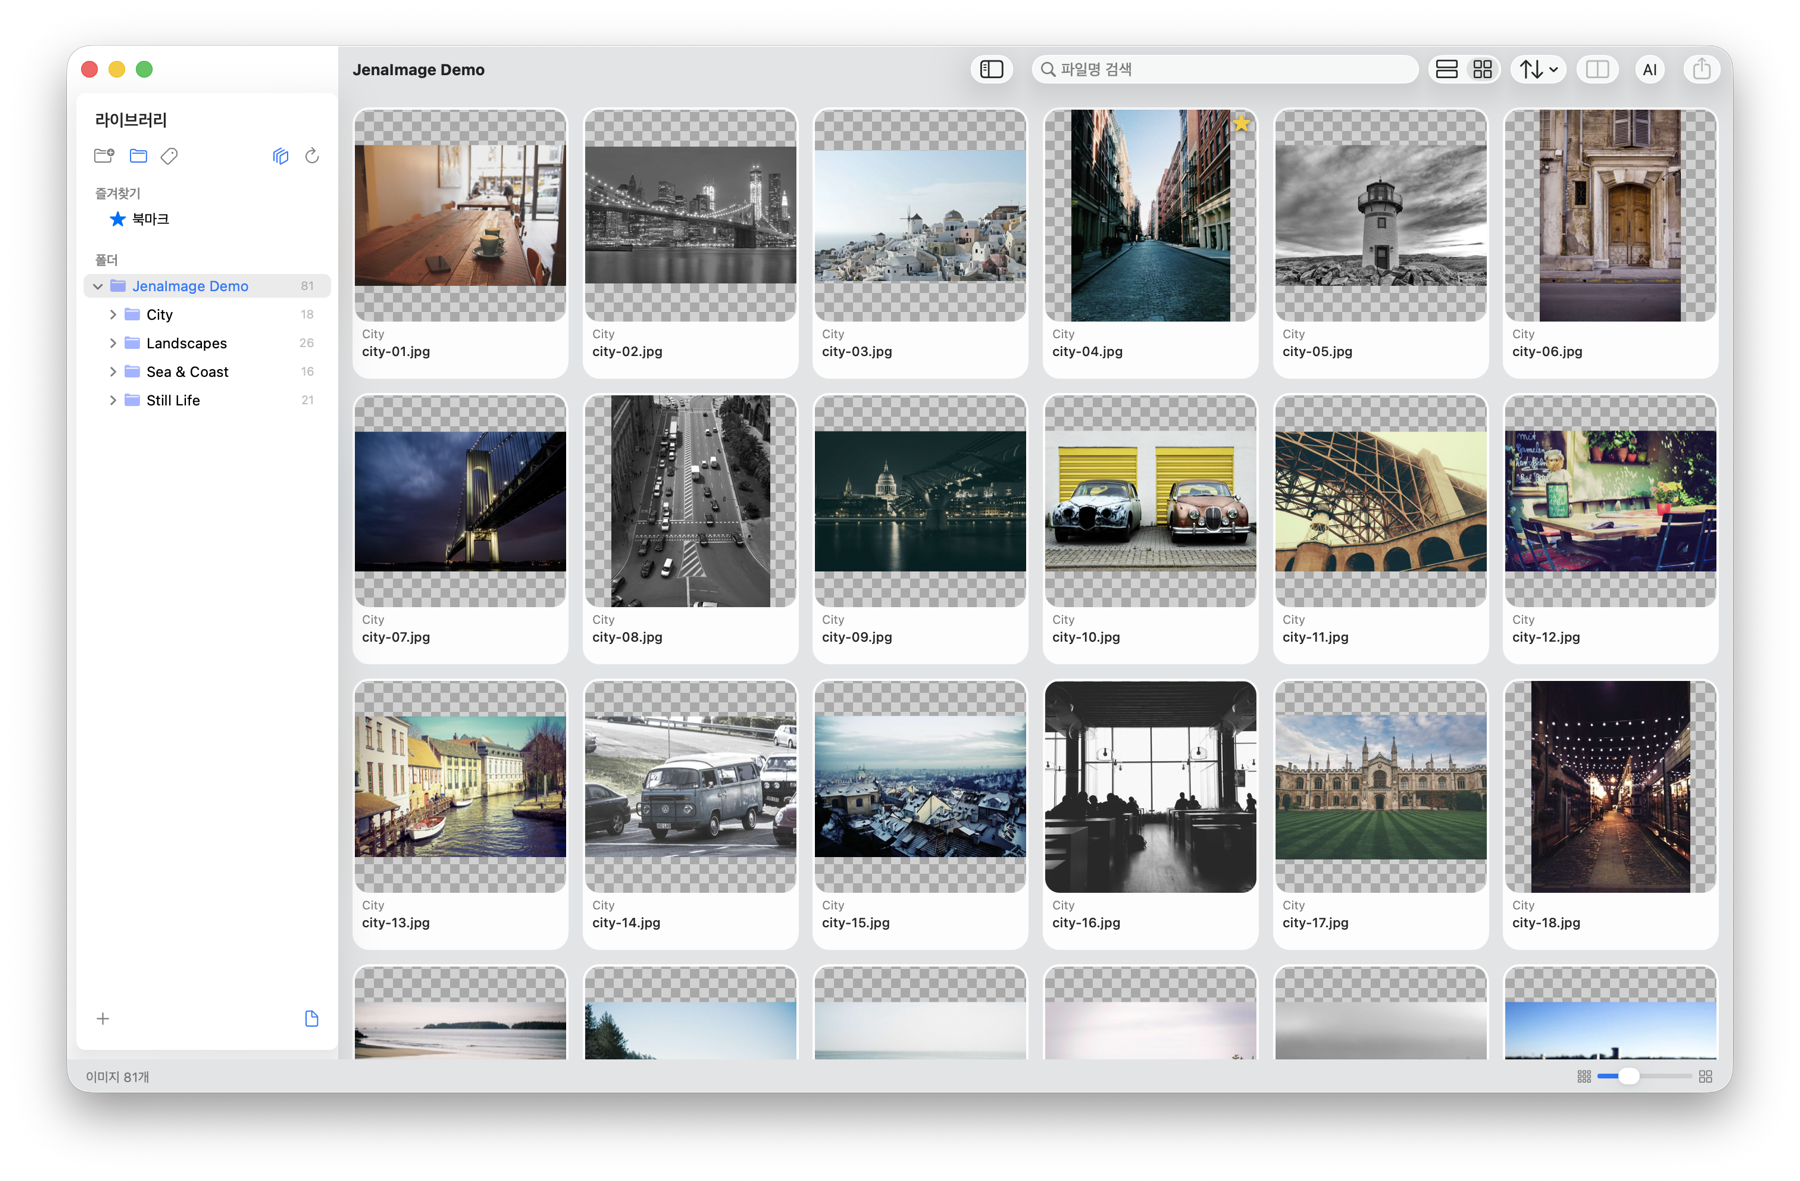 JenaImage Demo
파일명 검색
AI
라이브러리
즐겨찾기
북마크
폴더
JenaImage Demo 81
City 18
Landscapes 26
Sea & Coast 16
Still Life 21
City
city-01.jpg
City
city-02.jpg
City
city-03.jpg
City
city-04.jpg
City
city-05.jpg
City
city-06.jpg
City
city-07.jpg
City
city-08.jpg
City
city-09.jpg
City
city-10.jpg
City
city-11.jpg
City
city-12.jpg
City
city-13.jpg
City
city-14.jpg
City
city-15.jpg
City
city-16.jpg
City
city-17.jpg
City
city-18.jpg
이미지 81개